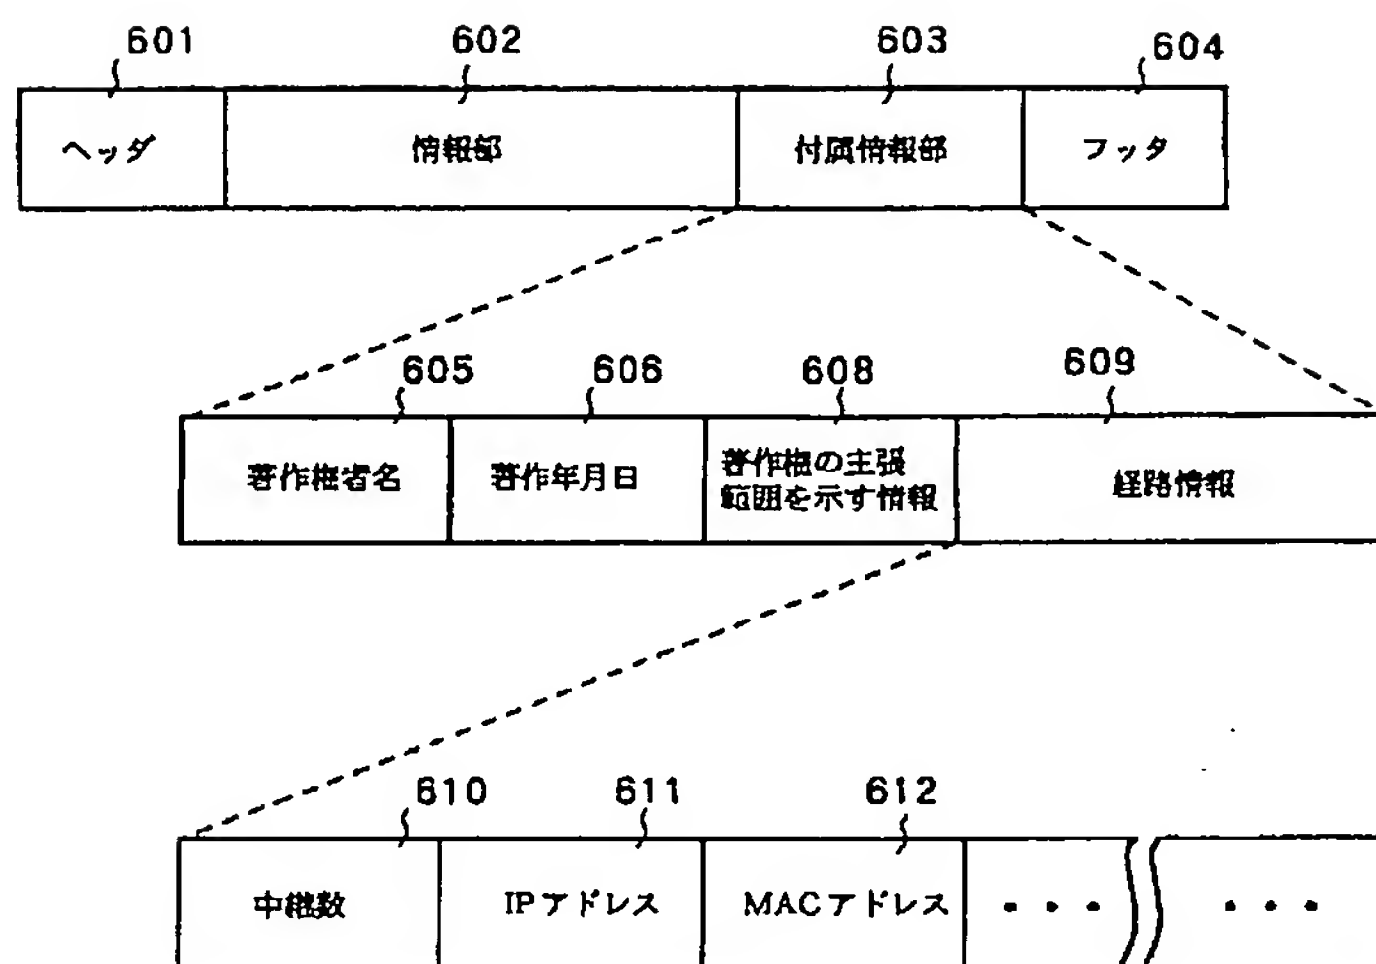 601 602 603 604
ヘッダ 情報部 付属情報部 フッタ
605 606 608 609
著作権者名 著作年月日 著作権の主張 経路情報
範囲を示す情報
610 611 612
中継数 IPアドレス MACアドレス ・・・ ・・・